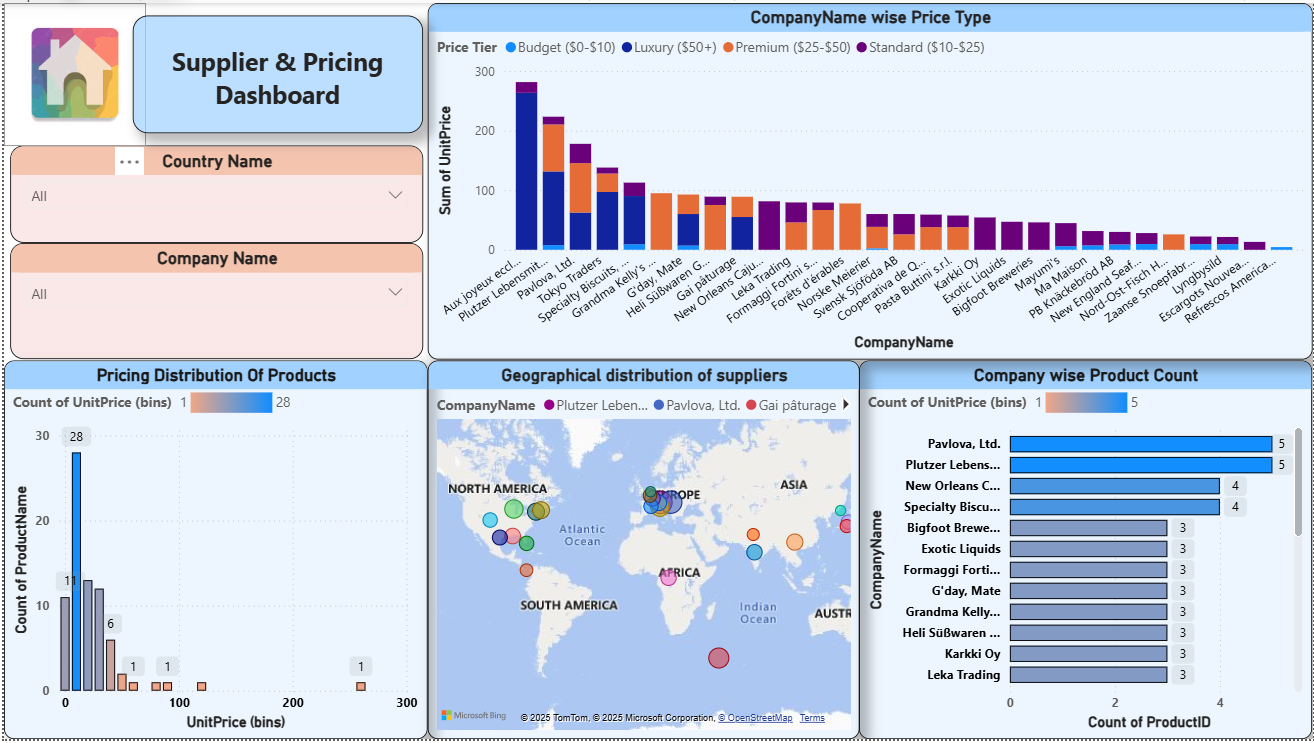 Supplier & Pricing
Dashboard
Country Name
All
Company Name
All
CompanyName wise Price Type
Price Tier Budget ($0-$10) Luxury ($50+) Premium ($25-$50) Standard ($10-$25)
Sum of UnitPrice
300
200
100
0
Aux joyeux eccl...
Plutzer Lebensmit...
Pavlova, Ltd.
Tokyo Traders
Specialty Biscuits, ...
Grandma Kelly's ...
G'day, Mate
Heli Süßwaren G...
Gai pâturage
New Orleans Caju...
Leka Trading
Formaggi Fortini s...
Forêts d'érables
Norske Meierier
Svensk Sjöföda AB
Cooperativa de Q...
Pasta Buttini s.r.l.
Karkki Oy
Exotic Liquids
Bigfoot Breweries
Mayumi's
Ma Maison
PB Knäckebröd AB
New England Seaf...
Nord-Ost-Fisch H...
Zaanse Snoepfabr...
Lyngbysild
Escargots Nouvea...
Refrescos America...
CompanyName
Pricing Distribution Of Products
Count of UnitPrice (bins) 1 28
Count of ProductName
30
20
10
0
11
28
6
1
1
1
0 100 200 300
UnitPrice (bins)
Geographical distribution of suppliers
CompanyName Plutzer Leben... Pavlova, Ltd. Gai pâturage
NORTH AMERICA
EUROPE
ASIA
Atlantic
Ocean
AFRICA
SOUTH AMERICA
Indian
Ocean
AUSTR
Microsoft Bing
© 2025 TomTom, © 2025 Microsoft Corporation, © OpenStreetMap Terms
Company wise Product Count
Count of UnitPrice (bins) 1 5
CompanyName
Pavlova, Ltd. 5
Plutzer Lebens... 5
New Orleans C... 4
Specialty Biscu... 4
Bigfoot Brewe... 3
Exotic Liquids 3
Formaggi Forti... 3
G'day, Mate 3
Grandma Kelly... 3
Heli Süßwaren ... 3
Karkki Oy 3
Leka Trading 3
0 2 4
Count of ProductID